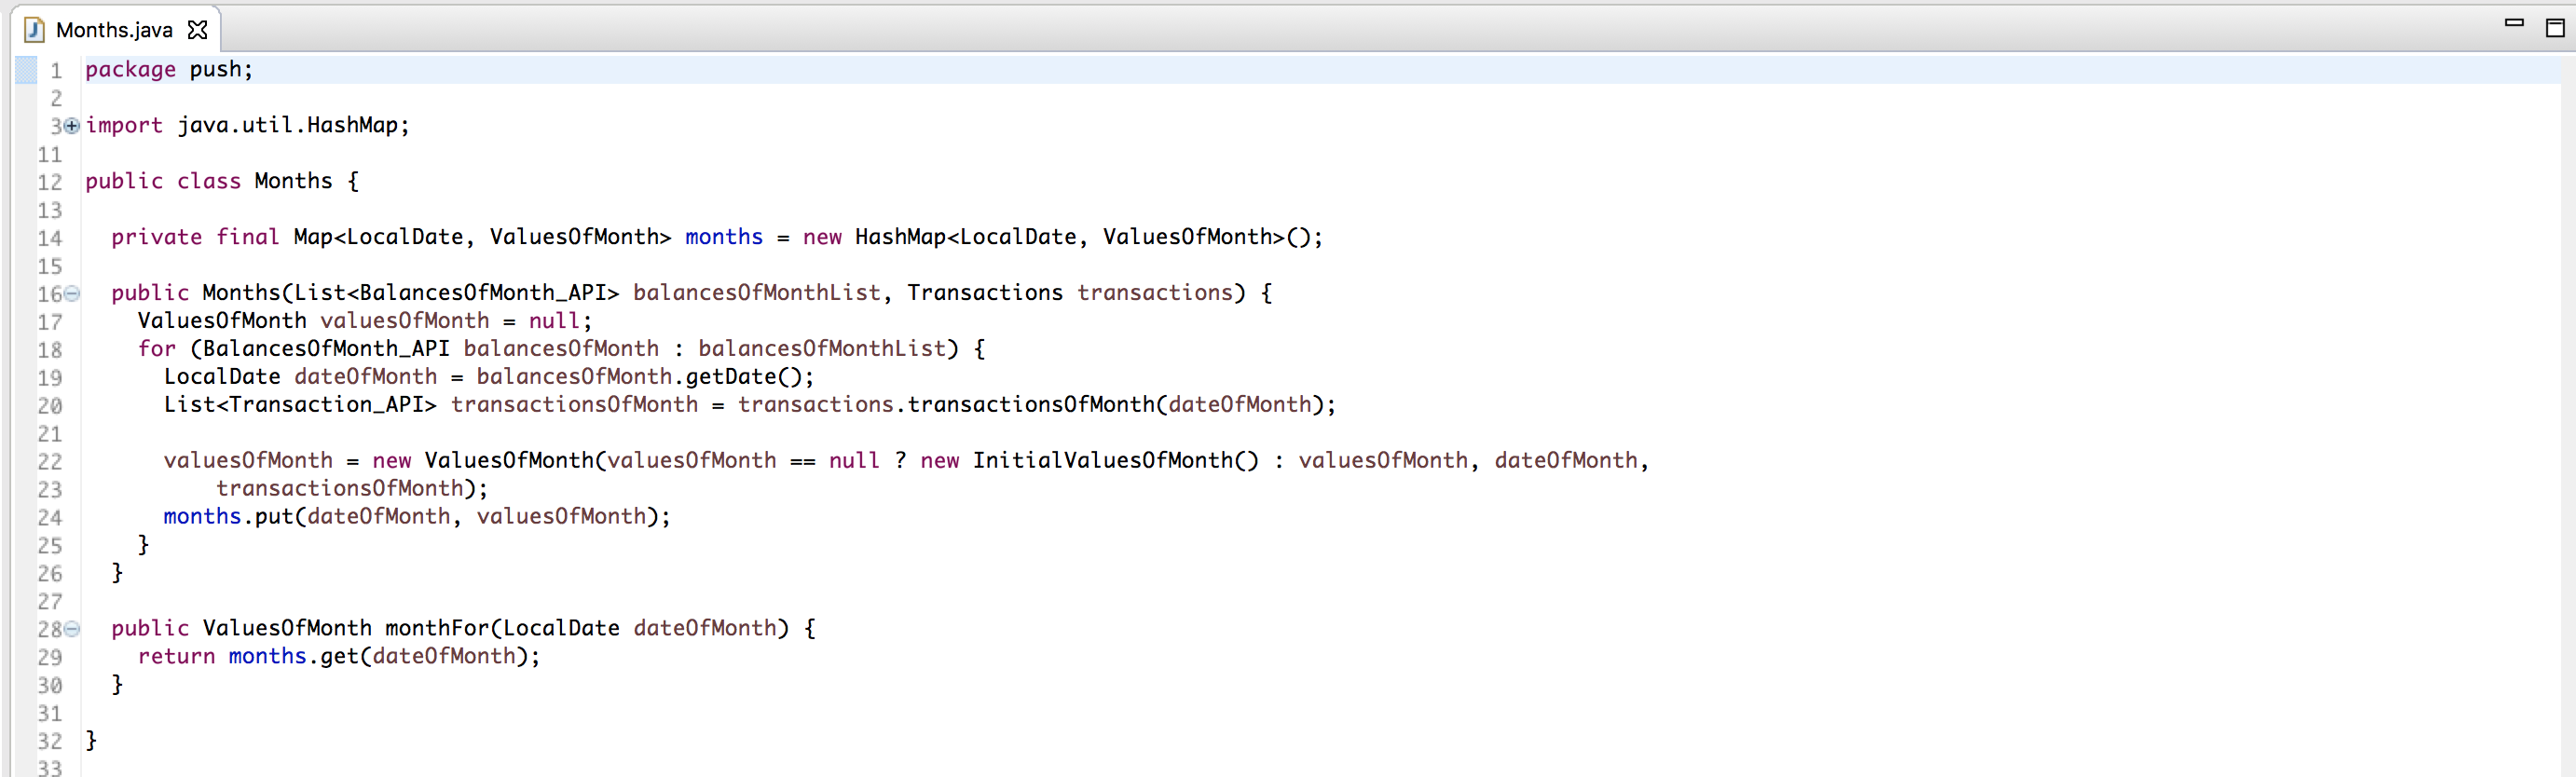 Months.java
1 package push;
2
3 import java.util.HashMap;
11
12 public class Months {
13
14   private final Map<LocalDate, ValuesOfMonth> months = new HashMap<LocalDate, ValuesOfMonth>();
15
16   public Months(List<BalancesOfMonth_API> balancesOfMonthList, Transactions transactions) {
17     ValuesOfMonth valuesOfMonth = null;
18     for (BalancesOfMonth_API balancesOfMonth : balancesOfMonthList) {
19       LocalDate dateOfMonth = balancesOfMonth.getDate();
20       List<Transaction_API> transactionsOfMonth = transactions.transactionsOfMonth(dateOfMonth);
21
22       valuesOfMonth = new ValuesOfMonth(valuesOfMonth == null ? new InitialValuesOfMonth() : valuesOfMonth, dateOfMonth,
23           transactionsOfMonth);
24       months.put(dateOfMonth, valuesOfMonth);
25     }
26   }
27
28   public ValuesOfMonth monthFor(LocalDate dateOfMonth) {
29     return months.get(dateOfMonth);
30   }
31
32 }
33